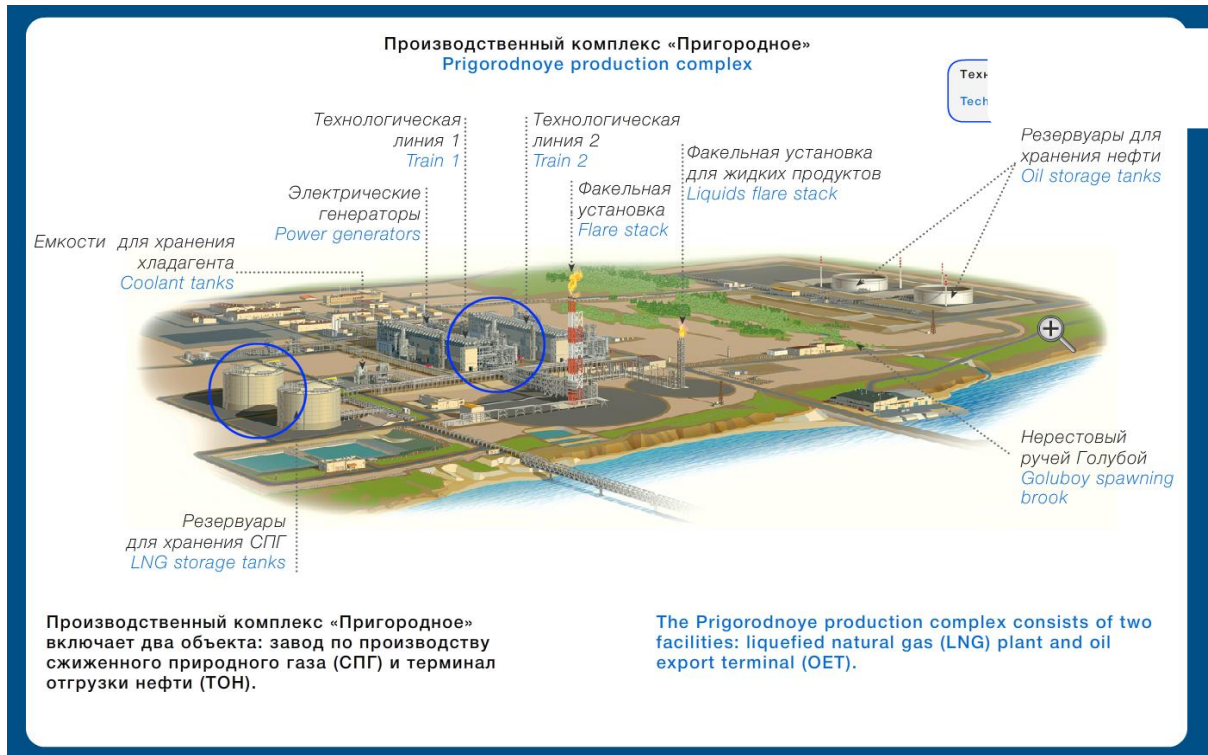 Производственный комплекс «Пригородное»
Prigorodnoye production complex
Техн
Tech
Технологическая
линия 1
Train 1
Технологическая
линия 2
Train 2
Факельная установка
для жидких продуктов
Liquids flare stack
Резервуары для
хранения нефти
Oil storage tanks
Электрические
генераторы
Power generators
Факельная
установка
Flare stack
Емкости для хранения
хладагента
Coolant tanks
Нерестовый
ручей Голубой
Goluboy spawning
brook
Резервуары
для хранения СПГ
LNG storage tanks
Производственный комплекс «Пригородное»
включает два объекта: завод по производству
сжиженного природного газа (СПГ) и терминал
отгрузки нефти (ТОН).
The Prigorodnoye production complex consists of two
facilities: liquefied natural gas (LNG) plant and oil
export terminal (OET).